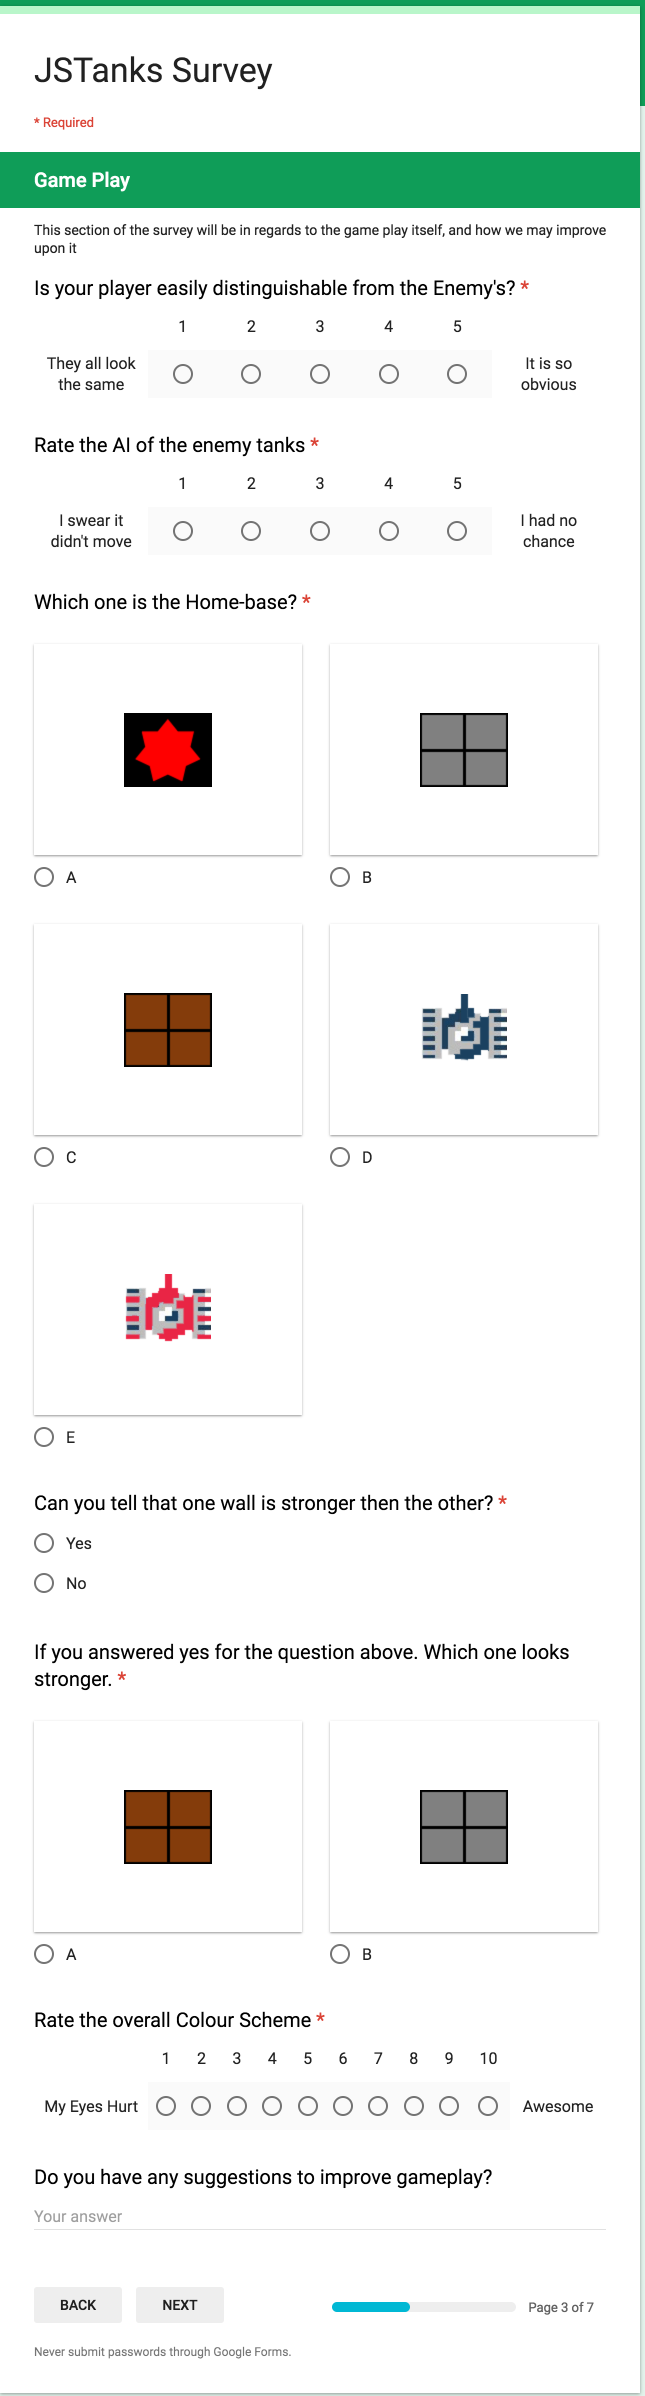 JSTanks Survey
* Required
Game Play
This section of the survey will be in regards to the game play itself, and how we may improve
upon it
Is your player easily distinguishable from the Enemy's? *
1 2 3 4 5
They all look
the same
It is so
obvious
Rate the AI of the enemy tanks *
1 2 3 4 5
I swear it
didn't move
I had no
chance
Which one is the Home-base? *
A
B
C
D
E
Can you tell that one wall is stronger then the other? *
Yes
No
If you answered yes for the question above. Which one looks
stronger. *
A
B
Rate the overall Colour Scheme *
1 2 3 4 5 6 7 8 9 10
My Eyes Hurt
Awesome
Do you have any suggestions to improve gameplay?
Your answer
BACK
NEXT
Page 3 of 7
Never submit passwords through Google Forms.